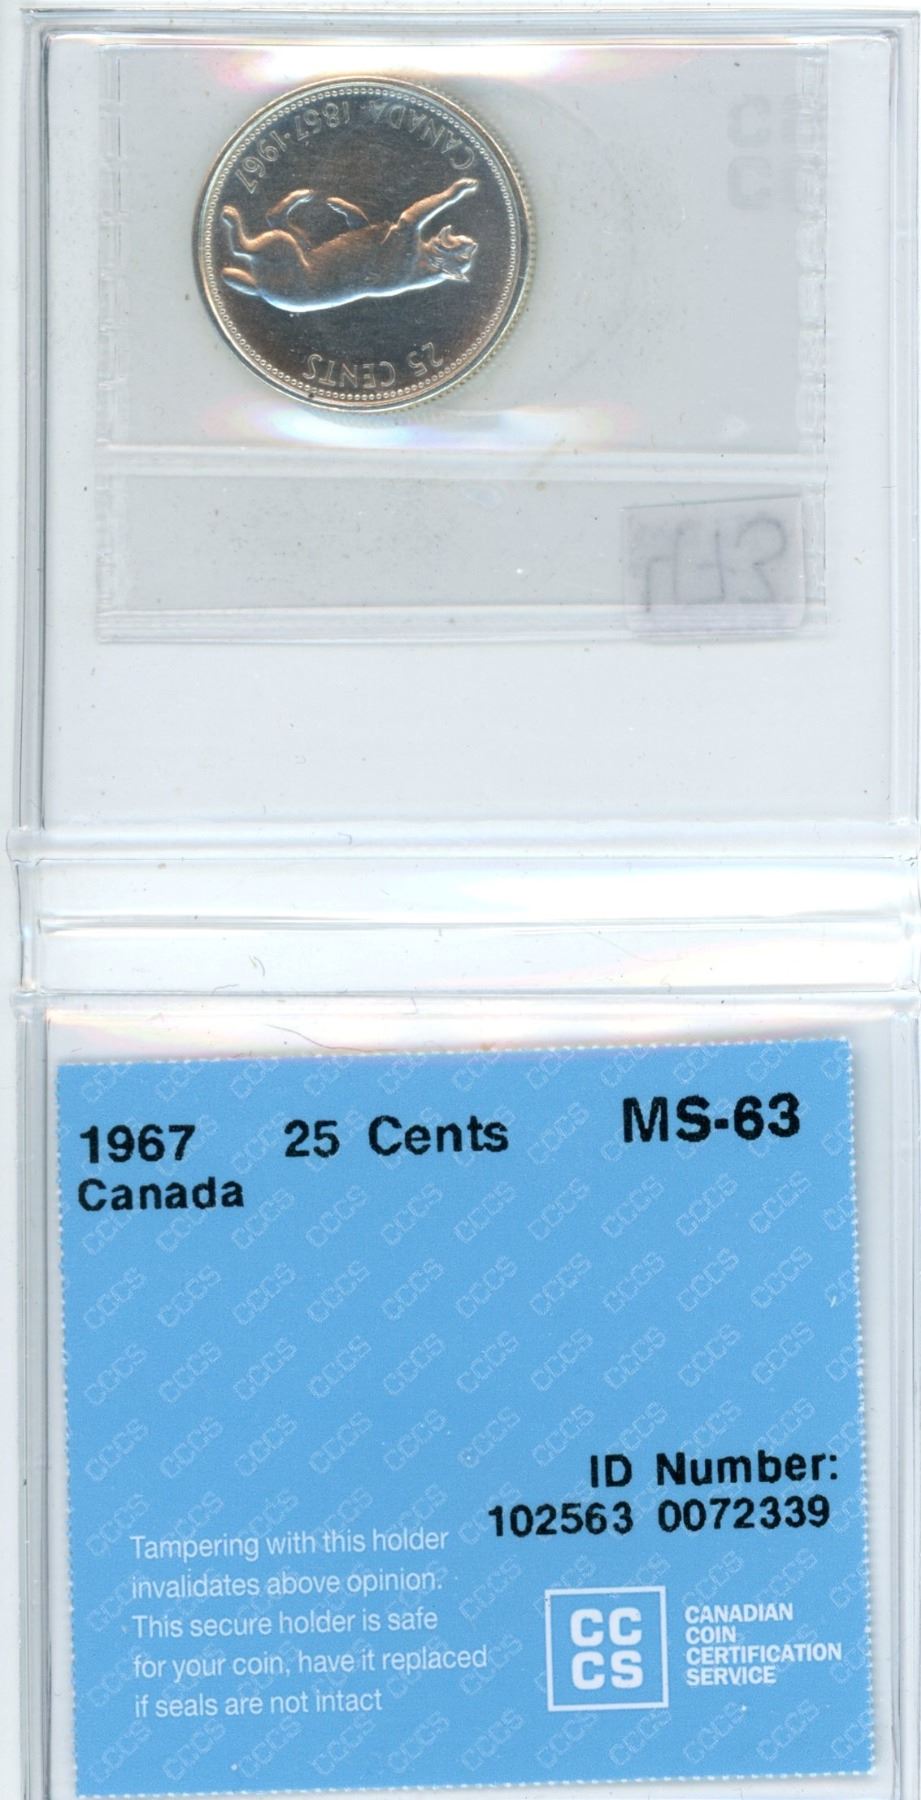 CANADA 1867·1967
25 CENTS
1967 25 Cents MS-63
Canada
ID Number:
102563 0072339
Tampering with this holder
invalidates above opinion.
This secure holder is safe
for your coin, have it replaced
if seals are not intact
CC
CS
CANADIAN
COIN
CERTIFICATION
SERVICE